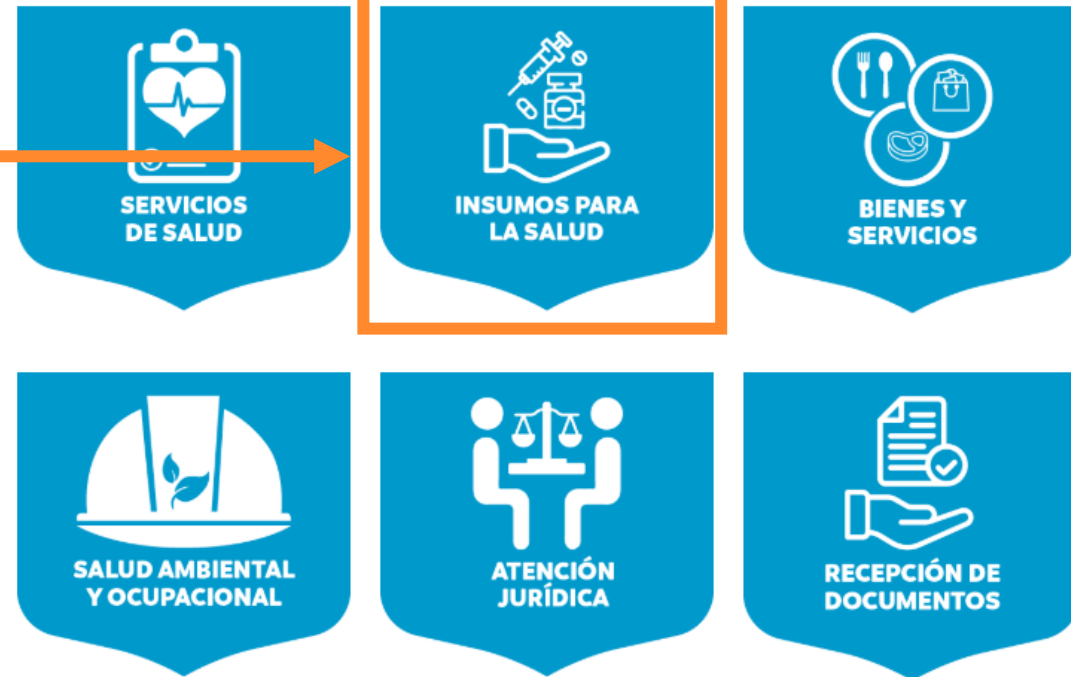 SERVICIOS
DE SALUD
INSUMOS PARA
LA SALUD
BIENES Y
SERVICIOS
SALUD AMBIENTAL
Y OCUPACIONAL
ATENCIÓN
JURÍDICA
RECEPCIÓN DE
DOCUMENTOS